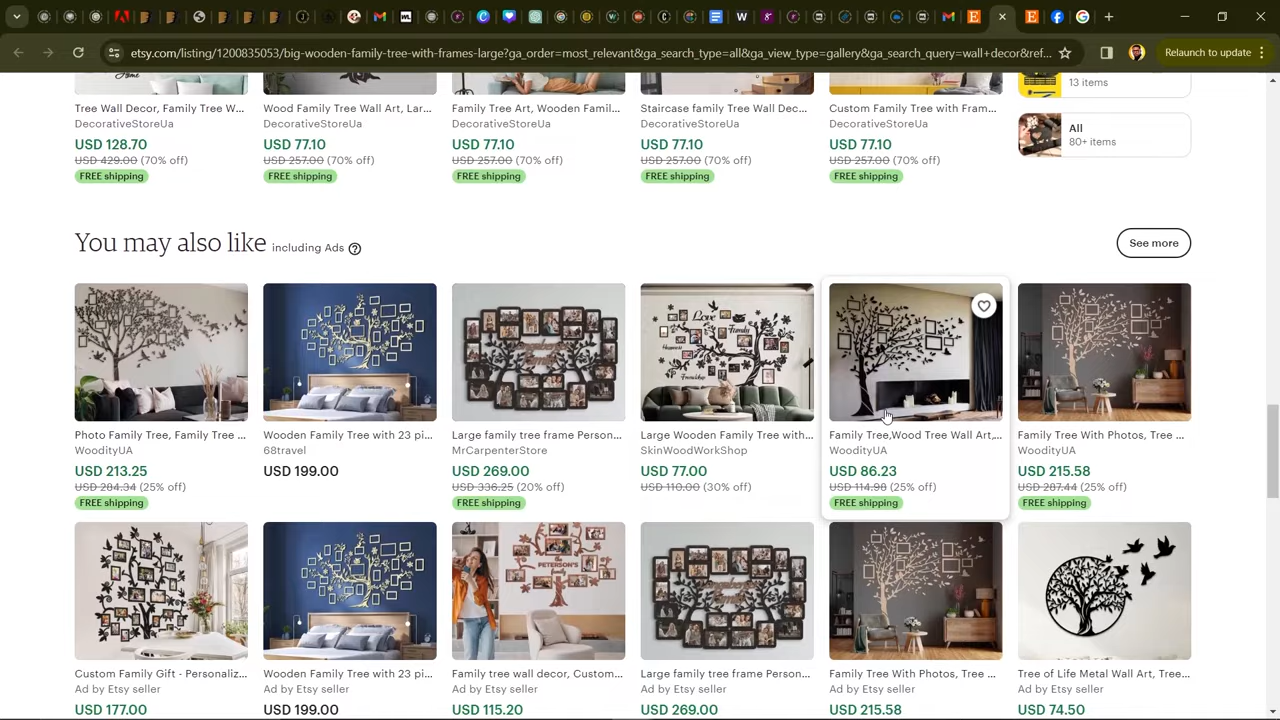 etsy.com/listing/1200835053/big-wooden-family-tree-with-frames-large?ga_order=most_relevant&ga_search_type=all&ga_view_type=gallery&ga_search_query=wall+decor&ref...
Relaunch to update
13 items
Tree Wall Decor, Family Tree W...
Wood Family Tree Wall Art, Lar...
Family Tree Art, Wooden Famil...
Staircase family Tree Wall Dec...
Custom Family Tree with Fram...
DecorativeStoreUa
DecorativeStoreUa
DecorativeStoreUa
DecorativeStoreUa
DecorativeStoreUa
All
80+ items
USD 128.70
USD 77.10
USD 77.10
USD 77.10
USD 77.10
USD 429.00 (70% off)
USD 257.00 (70% off)
USD 257.00 (70% off)
USD 257.00 (70% off)
USD 257.00 (70% off)
FREE shipping
FREE shipping
FREE shipping
FREE shipping
FREE shipping
You may also like including Ads ?
See more
Photo Family Tree, Family Tree ...
Wooden Family Tree with 23 pi...
Large family tree frame Person...
Large Wooden Family Tree with...
Family Tree,Wood Tree Wall Art,...
Family Tree With Photos, Tree ...
WoodityUA
68travel
MrCarpenterStore
SkinWoodWorkShop
WoodityUA
WoodityUA
USD 213.25
USD 199.00
USD 269.00
USD 77.00
USD 86.23
USD 215.58
USD 284.34 (25% off)
USD 336.25 (20% off)
USD 110.00 (30% off)
USD 114.98 (25% off)
USD 287.44 (25% off)
FREE shipping
FREE shipping
FREE shipping
FREE shipping
The PETERSON'S
Custom Family Gift - Personaliz...
Wooden Family Tree with 23 pi...
Family tree wall decor, Custom...
Large family tree frame Person...
Family Tree With Photos, Tree ...
Tree of Life Metal Wall Art, Tree...
Ad by Etsy seller
Ad by Etsy seller
Ad by Etsy seller
Ad by Etsy seller
Ad by Etsy seller
Ad by Etsy seller
USD 177.00
USD 199.00
USD 115.20
USD 269.00
USD 215.58
USD 74.50